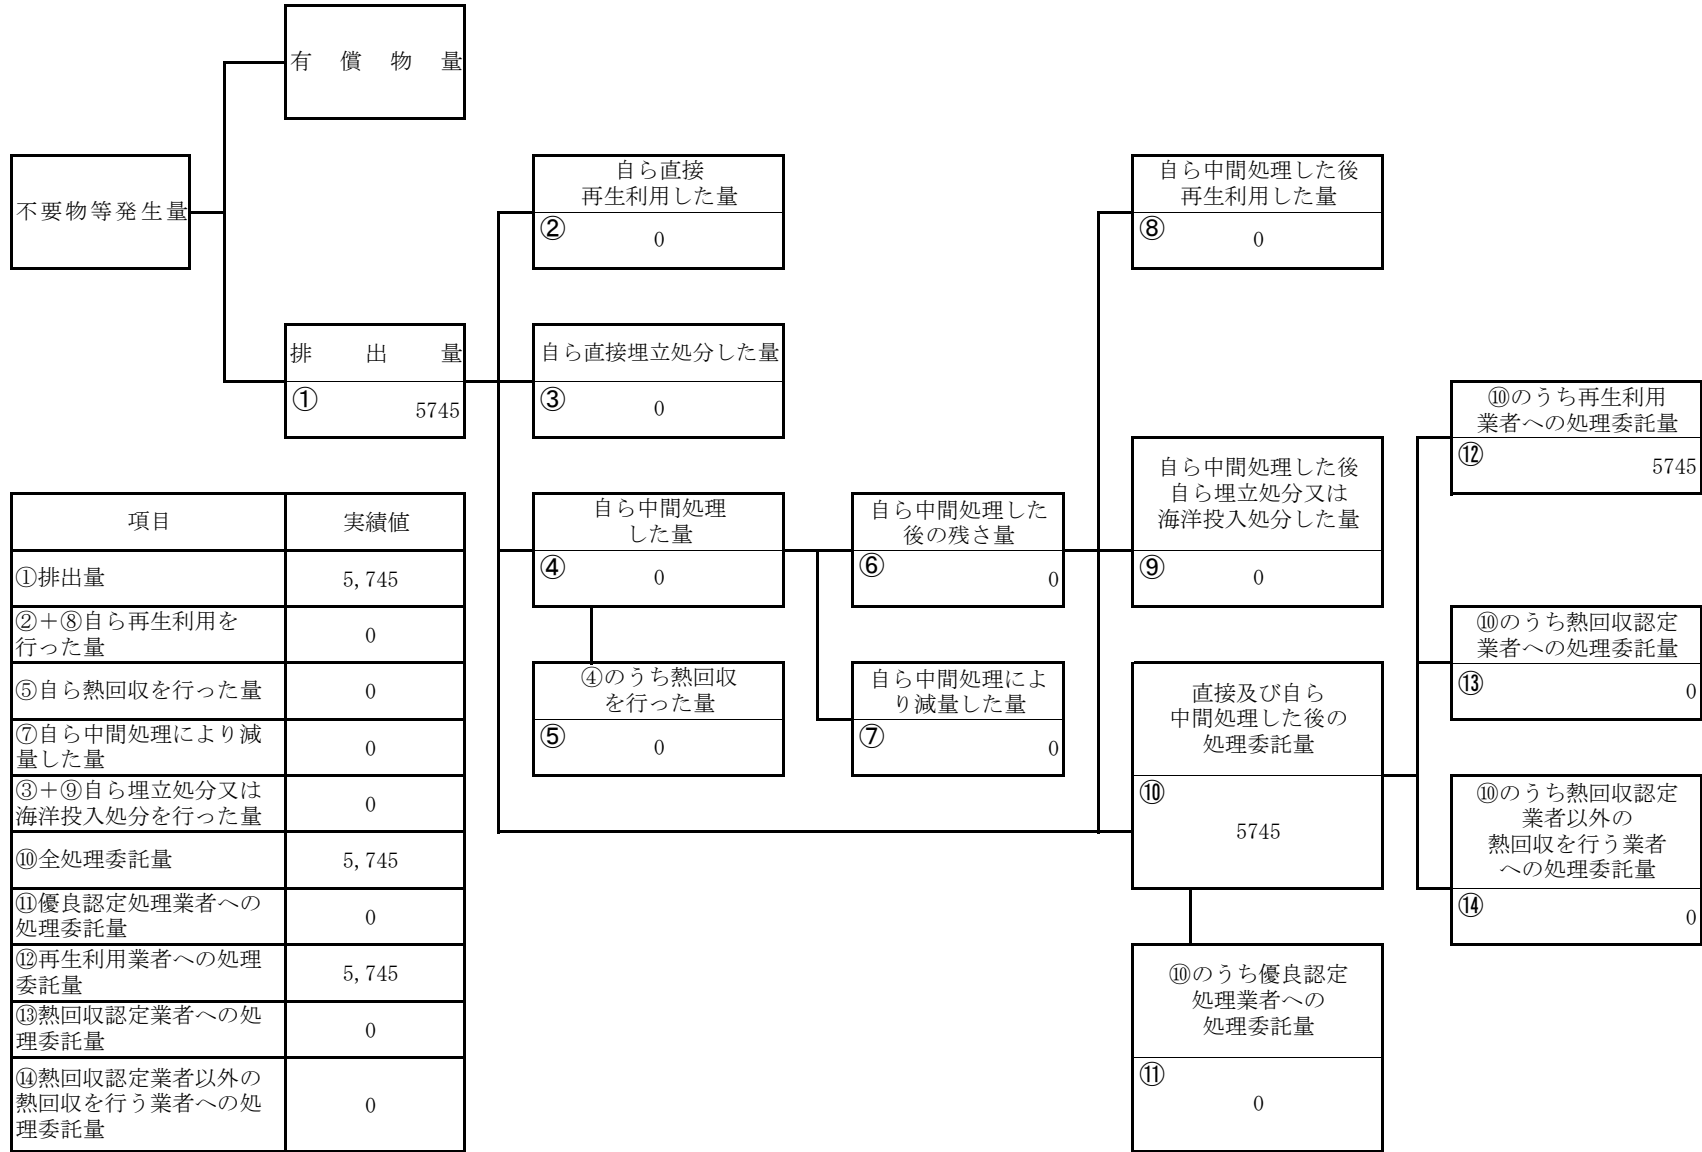 有償物量
不要物等発生量
排出量
①
5745
自ら直接
再生利用した量
②
0
自ら直接埋立処分した量
③
0
自ら中間処理
した量
④
0
④のうち熱回収
を行った量
⑤
0
自ら中間処理した
後の残さ量
⑥
0
自ら中間処理によ
り減量した量
⑦
0
自ら中間処理した後
再生利用した量
⑧
0
自ら中間処理した後
自ら埋立処分又は
海洋投入処分した量
⑨
0
直接及び自ら
中間処理した後の
処理委託量
⑩
5745
⑩のうち優良認定
処理業者への
処理委託量
⑪
0
⑩のうち再生利用
業者への処理委託量
⑫
5745
⑩のうち熱回収認定
業者への処理委託量
⑬
0
⑩のうち熱回収認定
業者以外の
熱回収を行う業者
への処理委託量
⑭
0
項目 実績値
①排出量 5,745
②＋⑧自ら再生利用を
行った量 0
⑤自ら熱回収を行った量 0
⑦自ら中間処理により減
量した量 0
③＋⑨自ら埋立処分又は
海洋投入処分を行った量 0
⑩全処理委託量 5,745
⑪優良認定処理業者への
処理委託量 0
⑫再生利用業者への処理
委託量 5,745
⑬熱回収認定業者への処
理委託量 0
⑭熱回収認定業者以外の
熱回収を行う業者への処
理委託量 0